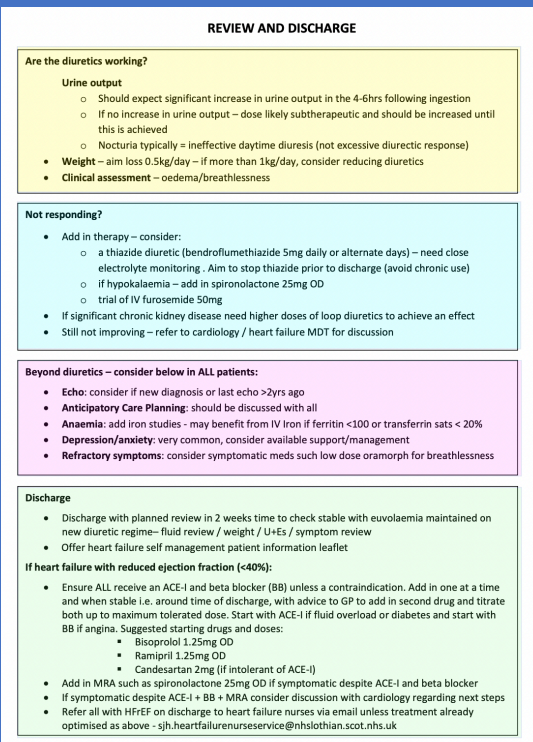 REVIEW AND DISCHARGE
Are the diuretics working?
Urine output
o Should expect significant increase in urine output in the 4-6hrs following ingestion
o If no increase in urine output – dose likely subtherapeutic and should be increased until
this is achieved
o Nocturia typically = ineffective daytime diuresis (not excessive diurectic response)
• Weight – aim loss 0.5kg/day – if more than 1kg/day, consider reducing diuretics
• Clinical assessment – oedema/breathlessness
Not responding?
• Add in therapy – consider:
o a thiazide diuretic (bendroflumethiazide 5mg daily or alternate days) – need close
electrolyte monitoring . Aim to stop thiazide prior to discharge (avoid chronic use)
o if hypokalaemia – add in spironolactone 25mg OD
o trial of IV furosemide 50mg
• If significant chronic kidney disease need higher doses of loop diuretics to achieve an effect
• Still not improving – refer to cardiology / heart failure MDT for discussion
Beyond diuretics – consider below in ALL patients:
• Echo: consider if new diagnosis or last echo >2yrs ago
• Anticipatory Care Planning: should be discussed with all
• Anaemia: add iron studies - may benefit from IV Iron if ferritin <100 or transferrin sats < 20%
• Depression/anxiety: very common, consider available support/management
• Refractory symptoms: consider symptomatic meds such low dose oramorph for breathlessness
Discharge
• Discharge with planned review in 2 weeks time to check stable with euvolaemia maintained on
new diuretic regime– fluid review / weight / U+Es / symptom review
• Offer heart failure self management patient information leaflet
If heart failure with reduced ejection fraction (<40%):
• Ensure ALL receive an ACE-I and beta blocker (BB) unless a contraindication. Add in one at a time
and when stable i.e. around time of discharge, with advice to GP to add in second drug and titrate
both up to maximum tolerated dose. Start with ACE-I if fluid overload or diabetes and start with
BB if angina. Suggested starting drugs and doses:
▪ Bisoprolol 1.25mg OD
▪ Ramipril 1.25mg OD
▪ Candesartan 2mg (if intolerant of ACE-I)
• Add in MRA such as spironolactone 25mg OD if symptomatic despite ACE-I and beta blocker
• If symptomatic despite ACE-I + BB + MRA consider discussion with cardiology regarding next steps
• Refer all with HFrEF on discharge to heart failure nurses via email unless treatment already
optimised as above - sjh.heartfailurenurseservice@nhslothian.scot.nhs.uk